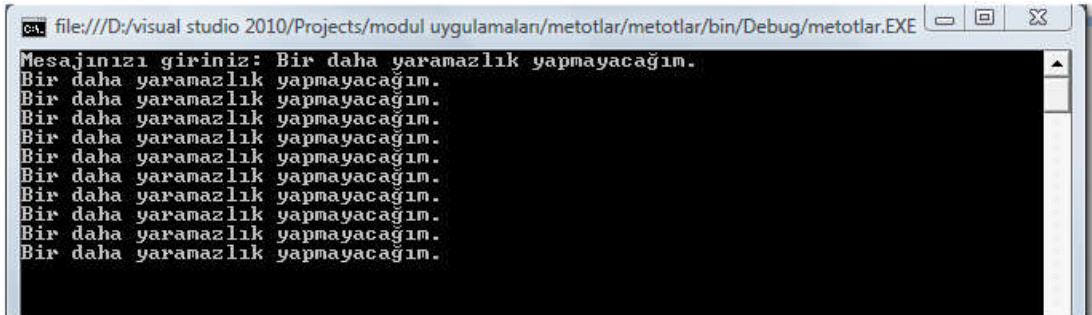 file:///D:/visual studio 2010/Projects/modul uygulamaları/metotlar/metotlar/bin/Debug/metotlar.EXE
Mesajınızı giriniz: Bir daha yaramazlık yapmayacağım.
Bir daha yaramazlık yapmayacağım.
Bir daha yaramazlık yapmayacağım.
Bir daha yaramazlık yapmayacağım.
Bir daha yaramazlık yapmayacağım.
Bir daha yaramazlık yapmayacağım.
Bir daha yaramazlık yapmayacağım.
Bir daha yaramazlık yapmayacağım.
Bir daha yaramazlık yapmayacağım.
Bir daha yaramazlık yapmayacağım.
Bir daha yaramazlık yapmayacağım.